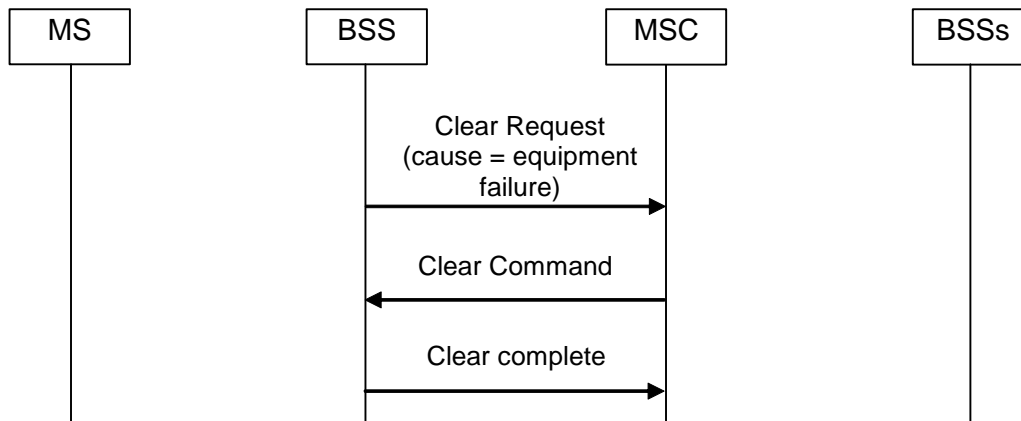 MS
BSS
MSC
BSSs
Clear Request
(cause = equipment
failure)
Clear Command
Clear complete